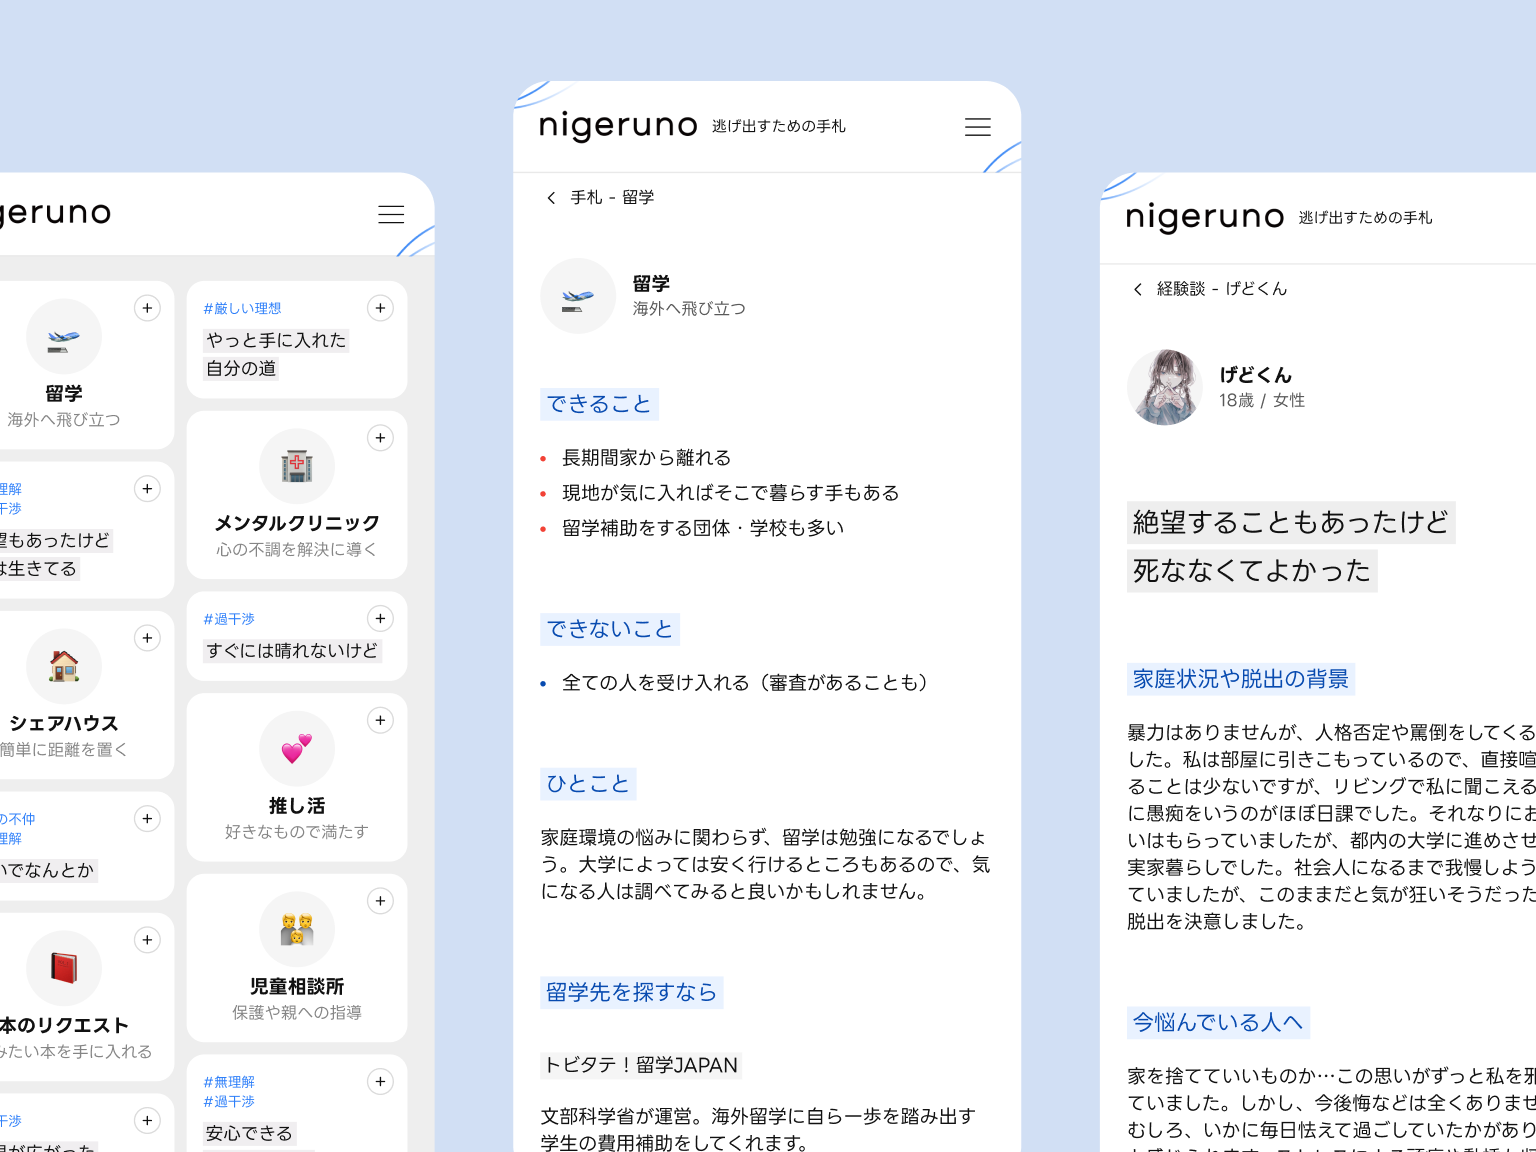 geruno
留学
海外へ飛び立つ
理解
干渉
望もあったけど
は生きてる
シェアハウス
簡単に距離を置く
の不仲
理解
いでなんとか
本のリクエスト
みたい本を手に入れる
干渉
#厳しい理想
やっと手に入れた
自分の道
メンタルクリニック
心の不調を解決に導く
#過干渉
すぐには晴れないけど
推し活
好きなもので満たす
児童相談所
保護や親への指導
#無理解
#過干渉
安心できる
nigeruno 逃げ出すための手札
手札 - 留学
留学
海外へ飛び立つ
できること
• 長期間家から離れる
• 現地が気に入ればそこで暮らす手もある
• 留学補助をする団体・学校も多い
できないこと
• 全ての人を受け入れる（審査があることも）
ひとこと
家庭環境の悩みに関わらず、留学は勉強になるでしょ
う。大学によっては安く行けるところもあるので、気
になる人は調べてみると良いかもしれません。
留学先を探すなら
トビタテ！留学JAPAN
文部科学省が運営。海外留学に自ら一歩を踏み出す
学生の費用補助をしてくれます。
nigeruno 逃げ出すための手札
経験談 - げどくん
げどくん
18歳 / 女性
絶望することもあったけど
死ななくてよかった
家庭状況や脱出の背景
暴力はありませんが、人格否定や罵倒をしてくる
した。私は部屋に引きこもっているので、直接喧
ることは少ないですが、リビングで私に聞こえる
に愚痴をいうのがほぼ日課でした。それなりにお
いはもらっていましたが、都内の大学に進めさせ
実家暮らしでした。社会人になるまで我慢しよう
ていましたが、このままだと気が狂いそうだった
脱出を決意しました。
今悩んでいる人へ
家を捨てていいものか…この思いがずっと私を邪
ていました。しかし、今後悔などは全くありませ
むしろ、いかに毎日怯えて過ごしていたかがあり